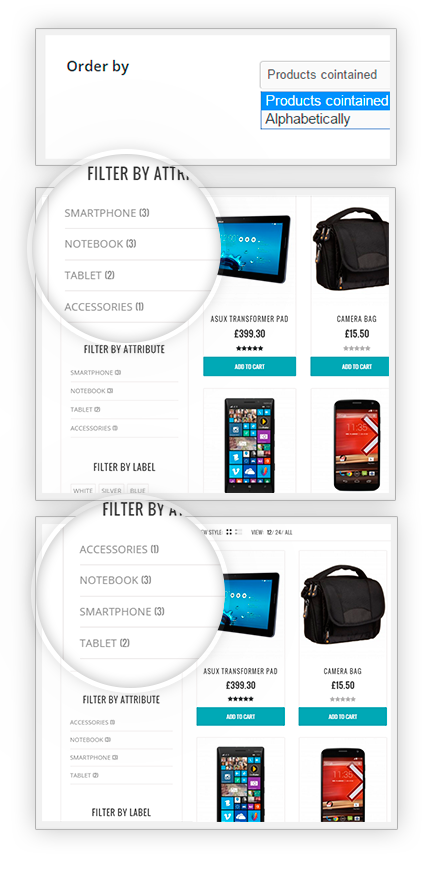 Order by
Products cointained
Products cointained
Alphabetically
FILTER BY ATTRI
SMARTPHONE (3)
NOTEBOOK (3)
TABLET (2)
ACCESSORIES (1)
ASUX TRANSFORMER PAD
£399.30
ADD TO CART
CAMERA BAG
£15.50
ADD TO CART
FILTER BY ATTRIBUTE
SMARTPHONE (3)
NOTEBOOK (3)
TABLET (2)
ACCESSORIES (1)
FILTER BY LABEL
WHITE SILVER BLUE
11:35
FILTER BY AT
ACCESSORIES (1)
NOTEBOOK (3)
SMARTPHONE (3)
TABLET (2)
STYLE: VIEW: 12/ 24/ ALL
ASUX TRANSFORMER PAD
£399.30
ADD TO CART
CAMERA BAG
£15.50
ADD TO CART
FILTER BY ATTRIBUTE
ACCESSORIES (1)
NOTEBOOK (3)
SMARTPHONE (3)
TABLET (2)
FILTER BY LABEL